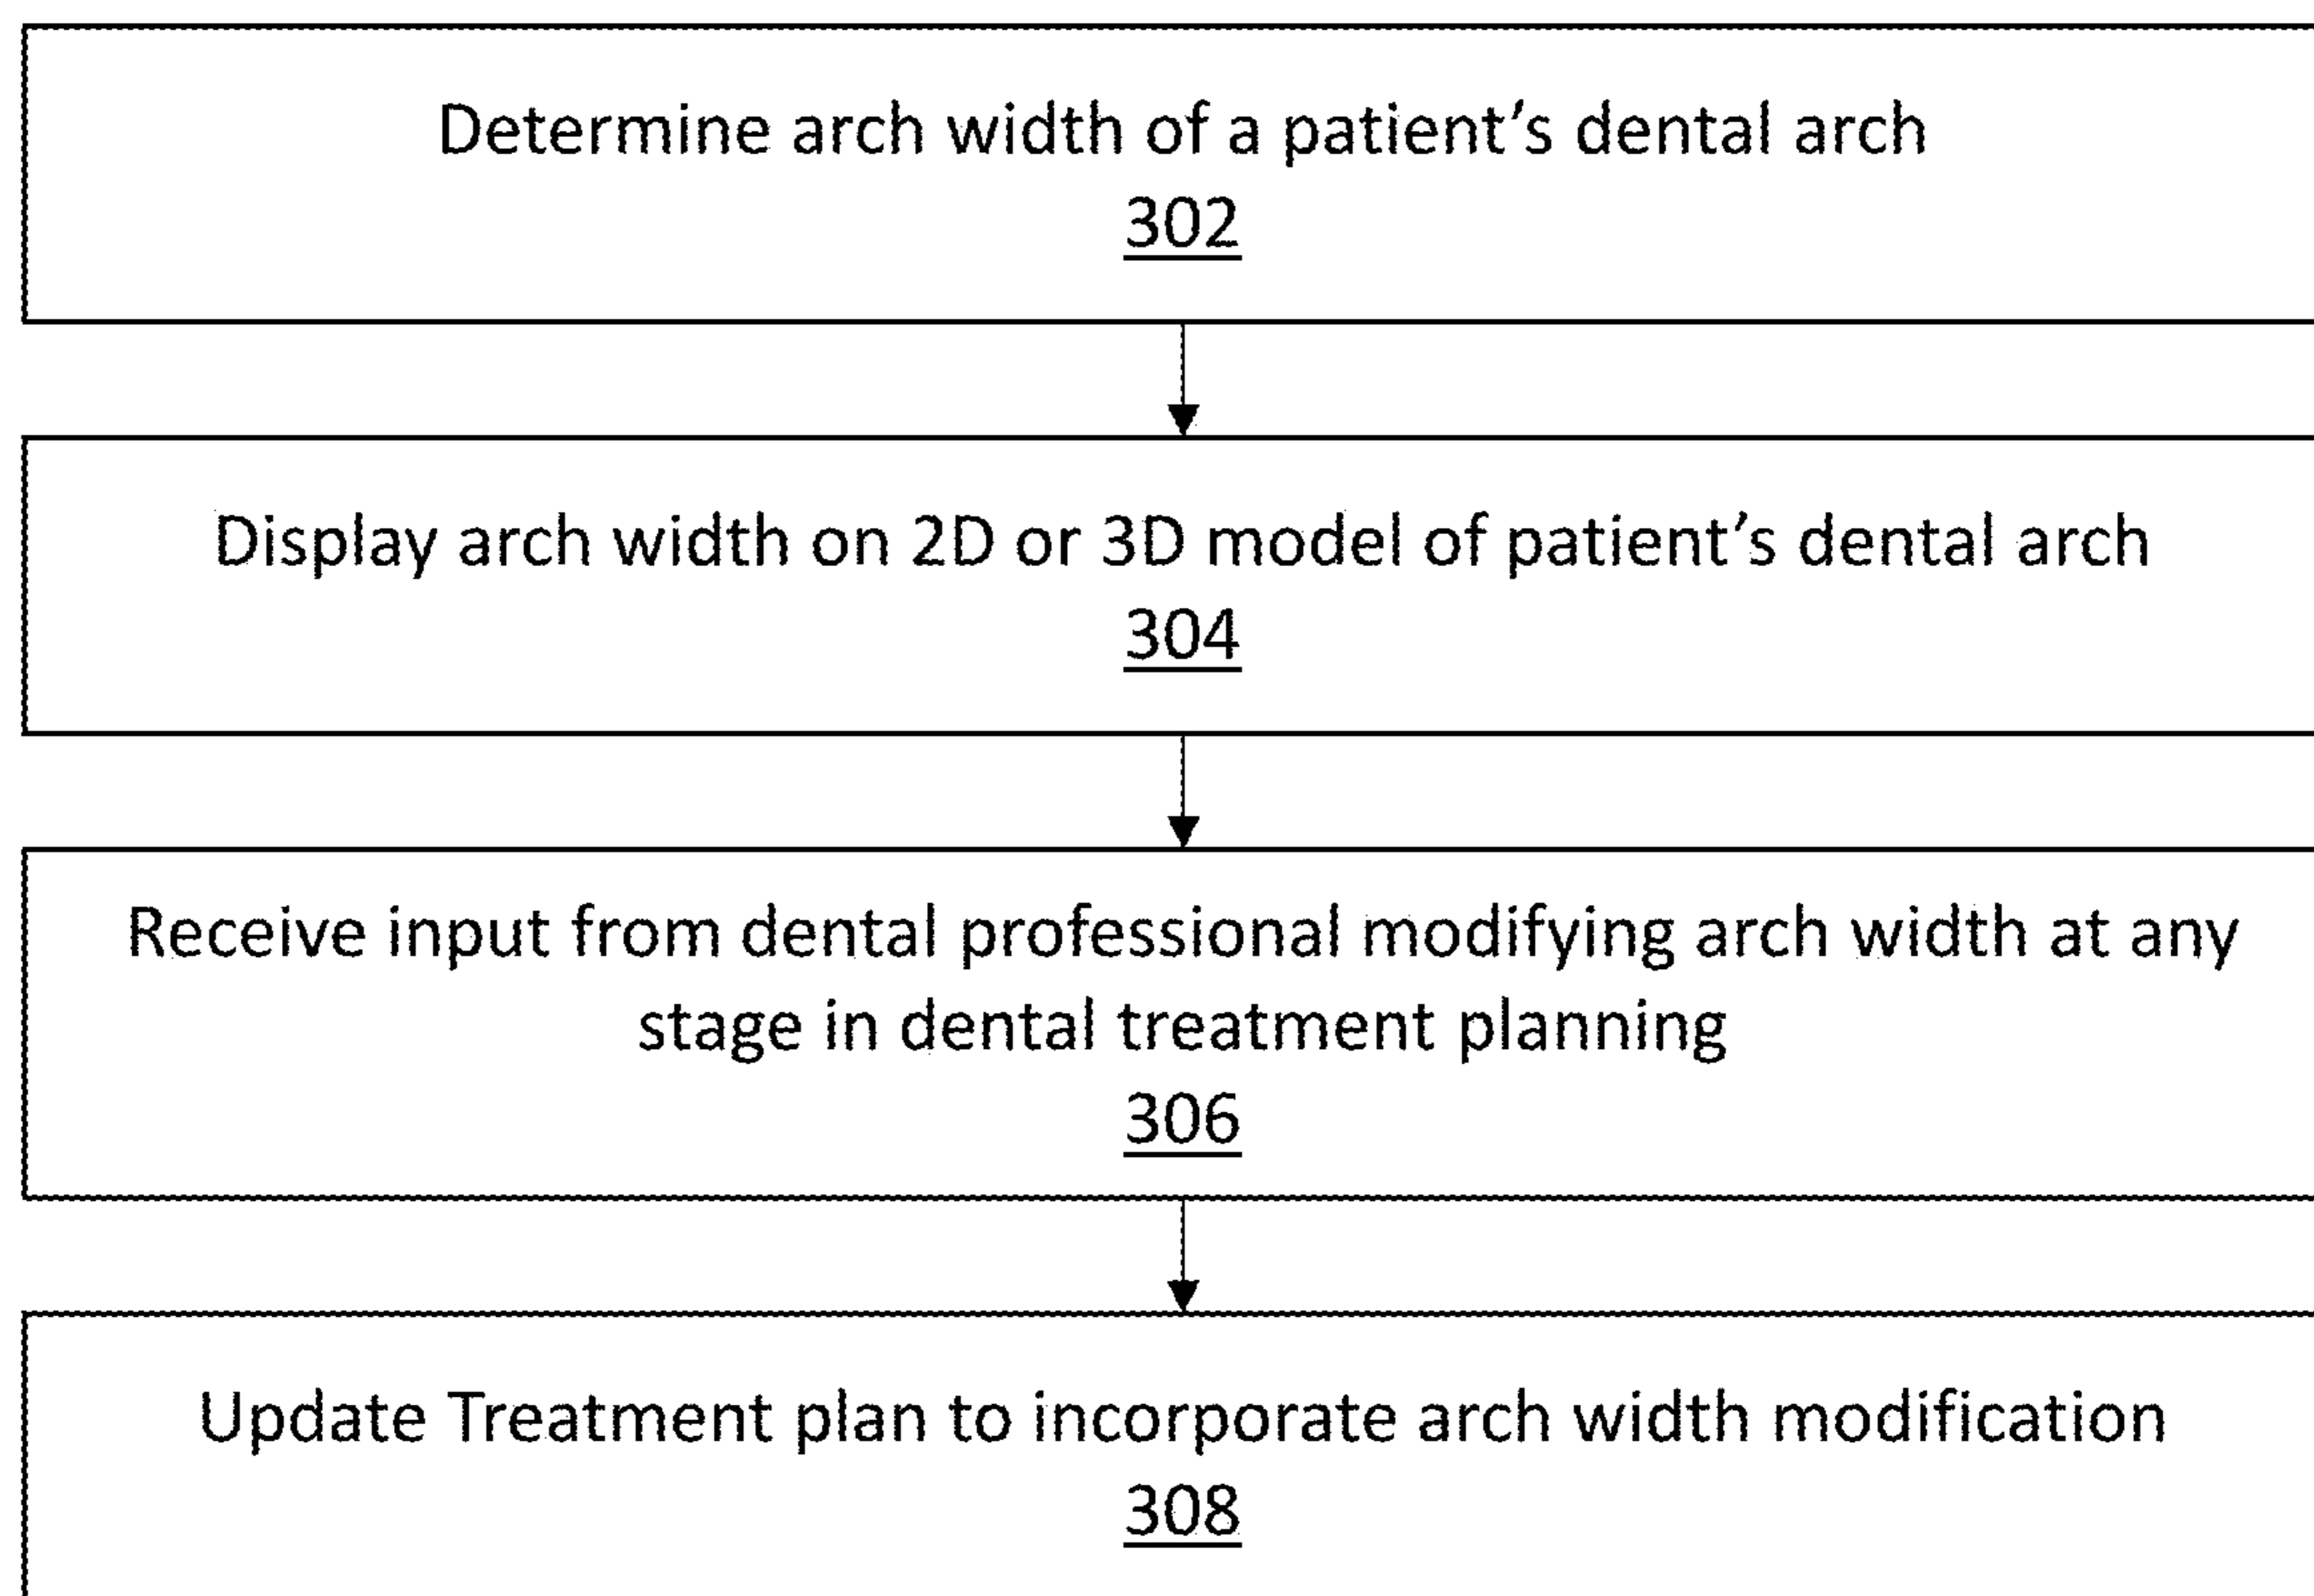 Determine arch width of a patient’s dental arch
302
Display arch width on 2D or 3D model of patient’s dental arch
304
Receive input from dental professional modifying arch width at any
stage in dental treatment planning
306
Update Treatment plan to incorporate arch width modification
308